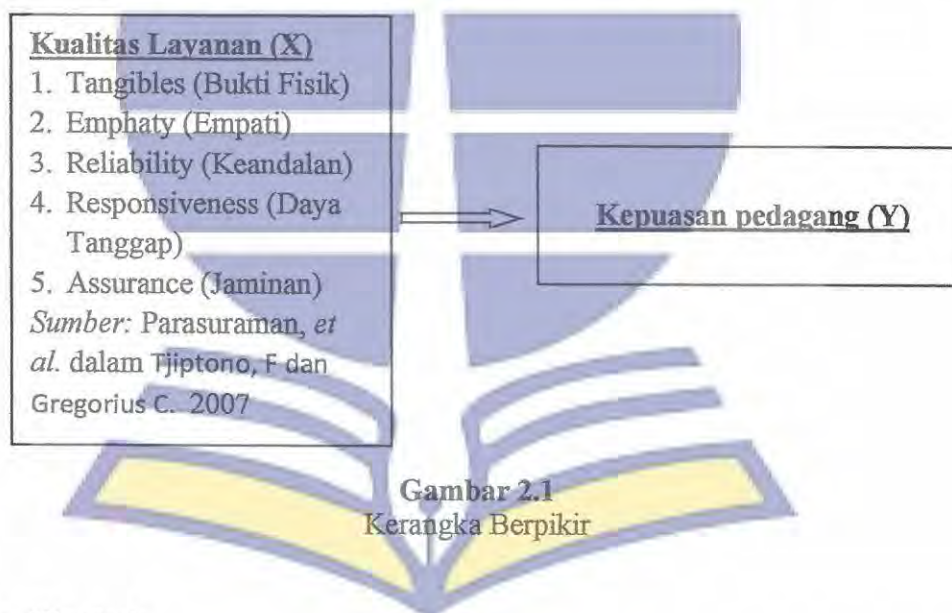 Kualitas Layanan (X)
1. Tangibles (Bukti Fisik)
2. Emphaty (Empati)
3. Reliability (Keandalan)
4. Responsiveness (Daya
Tanggap)
5. Assurance (Jaminan)
Sumber: Parasuraman, et
al. dalam Tjiptono, F dan
Gregorius C. 2007
Kepuasan pedagang (Y)
Gambar 2.1
Kerangka Berpikir